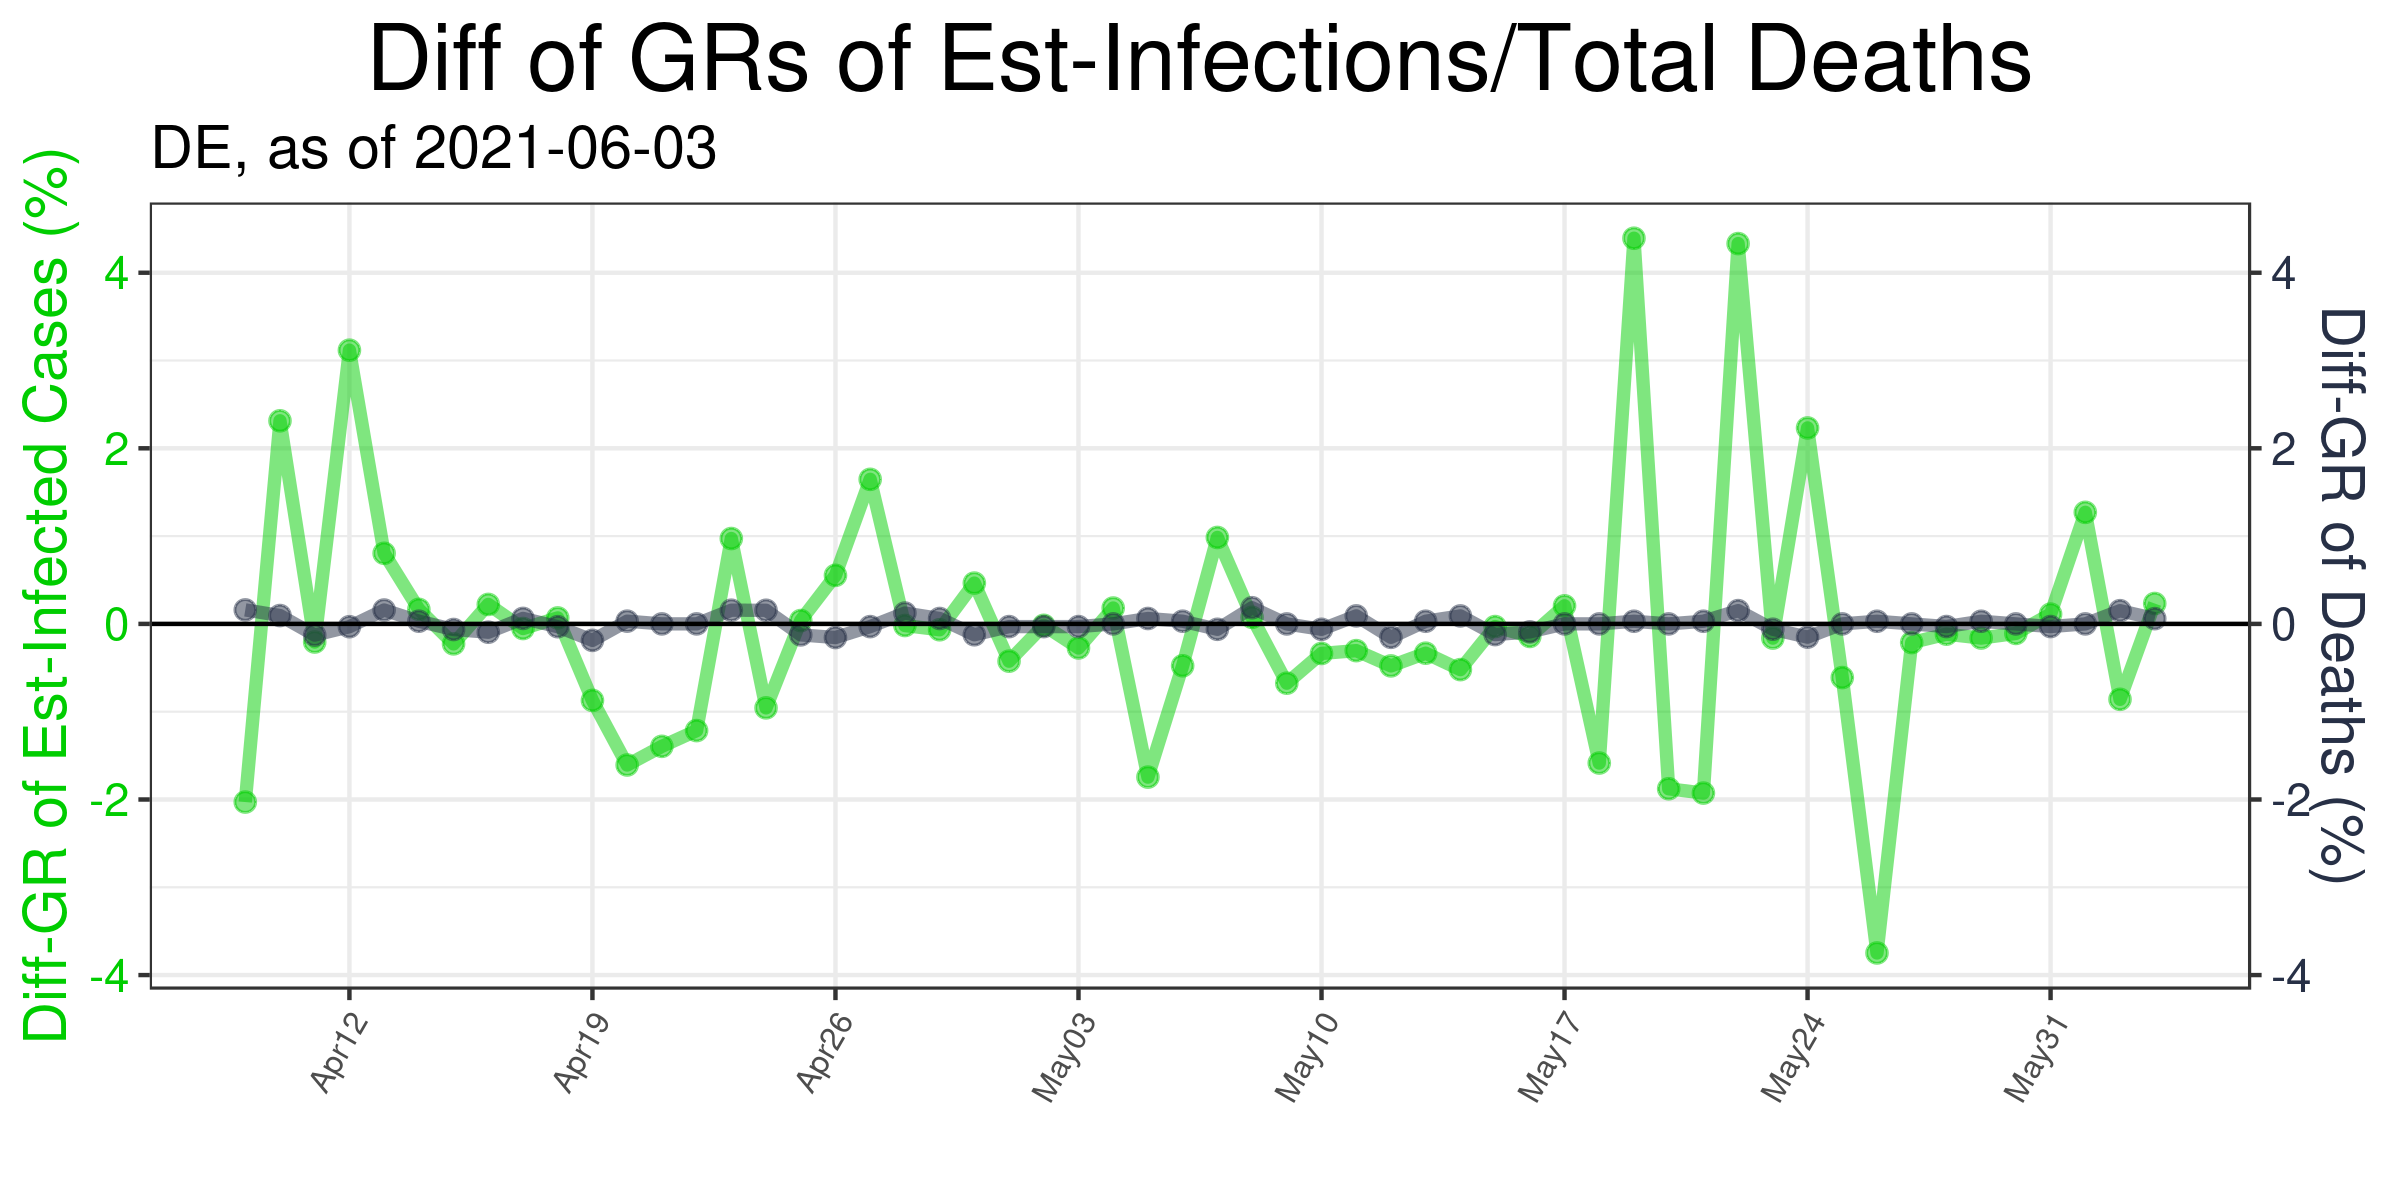 Diff of GRs of Est-Infections/Total Deaths
DE, as of 2021-06-03
Diff-GR of Est-Infected Cases (%)
4
2
0
-2
-4
4
2
0
-2
-4
Diff-GR of Deaths (%)
Apr12
Apr19
Apr26
May03
May10
May17
May24
May31